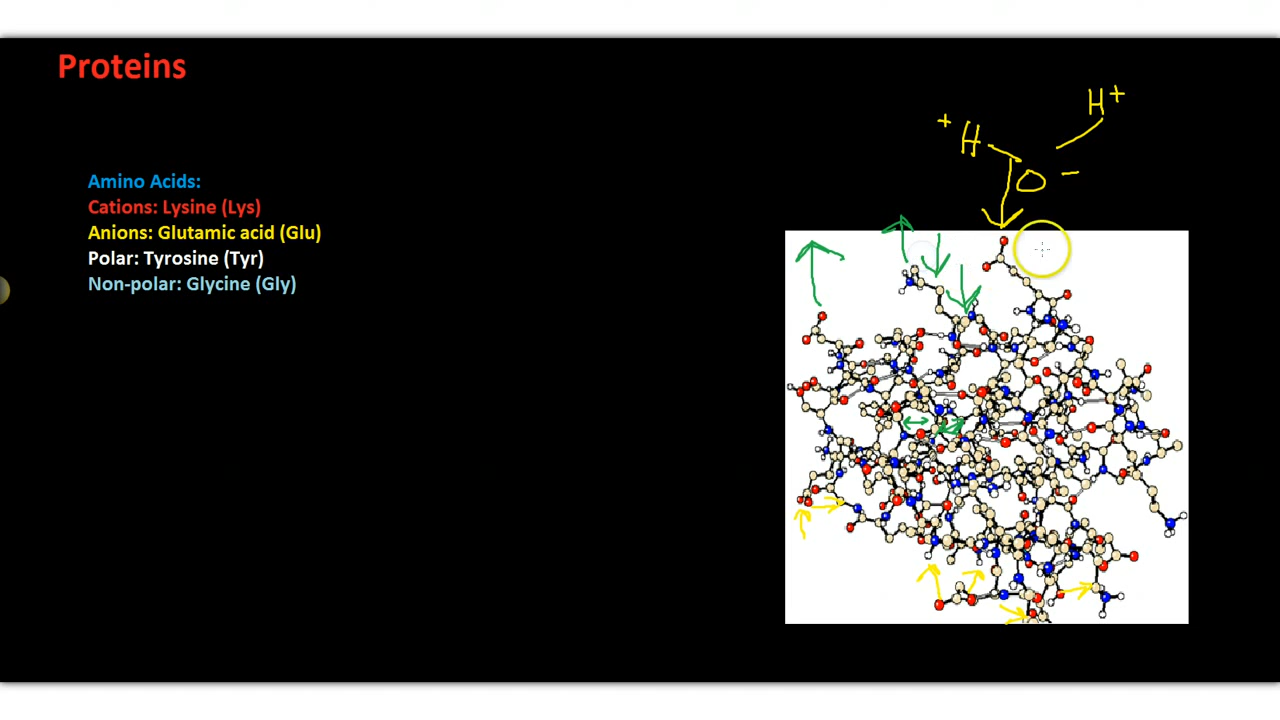 Proteins
Amino Acids:
Cations: Lysine (Lys)
Anions: Glutamic acid (Glu)
Polar: Tyrosine (Tyr)
Non-polar: Glycine (Gly)
H+
+H
O -